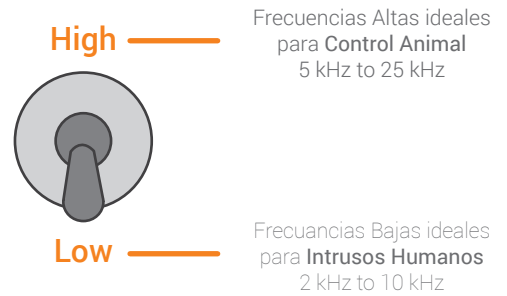 High
Frecuencias Altas ideales
para Control Animal
5 kHz to 25 kHz
Low
Frecuancias Bajas ideales
para Intrusos Humanos
2 kHz to 10 kHz